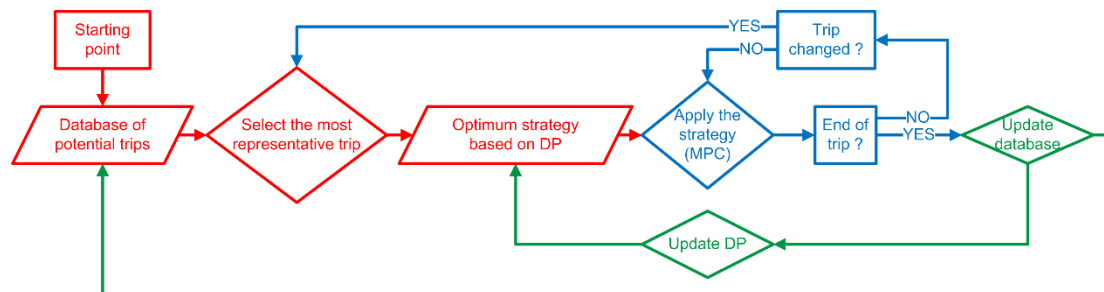 Starting
point
YES
Trip
changed ?
NO
Database of
potential trips
Select the most
representative trip
Optimum strategy
based on DP
Apply the
strategy
(MPC)
End of
trip ?
NO
YES
Update
database
Update DP